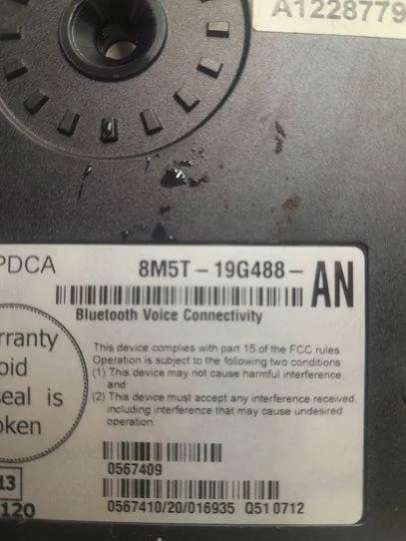 A1228779
PDCA
8M5T-19G488-AN
Bluetooth Voice Connectivity
This device complies with part 15 of the FCC rules
Operation is subject to the following two conditions
(1) This device may not cause harmful interference
and
(2) This device must accept any interference received
including interference that may cause undesired
operation
rranty
oid
seal is
oken
0567409
13
120
0567410/20/016935 Q510712